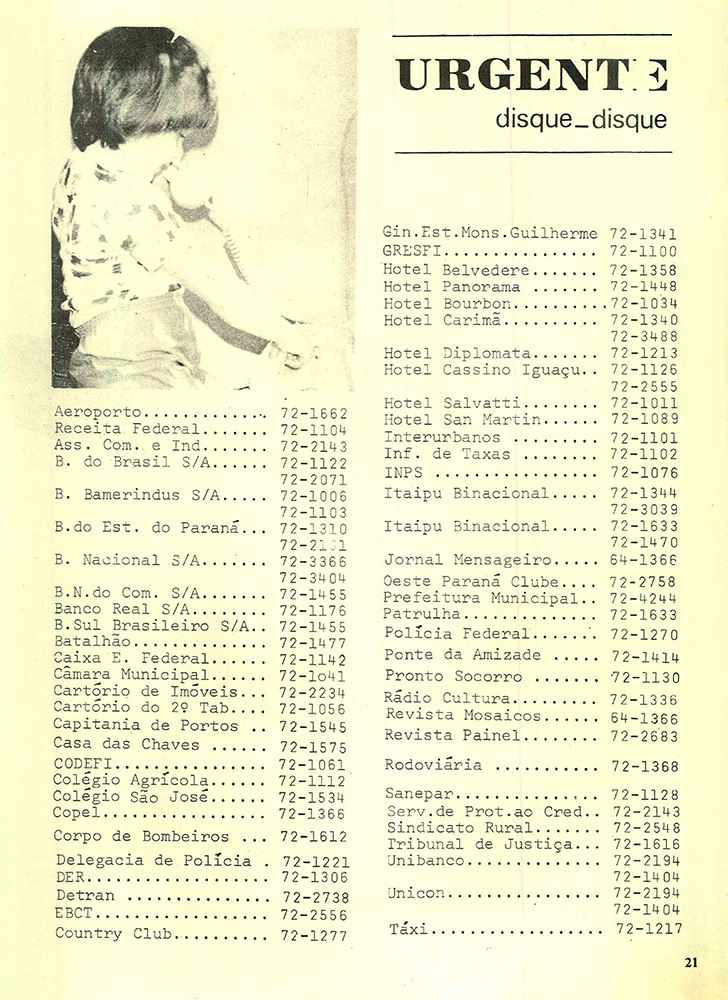 URGENTE
disque_disque
Aeroporto............. 72-1662
Receita Federal....... 72-1104
Ass. Com. e Ind....... 72-2143
B. do Brasil S/A...... 72-1122
72-2071
B. Bamerindus S/A..... 72-1006
72-1103
B.do Est. do Paraná... 72-1310
B. Nacional S/A....... 72-3366
72-3404
B.N.do Com. S/A....... 72-1455
Banco Real S/A........ 72-1176
B.Sul Brasileiro S/A.. 72-1455
Batalhão.............. 72-1477
Caixa E. Federal...... 72-1142
Câmara Municipal...... 72-1o41
Cartório de Imóveis... 72-2234
Cartório do 2º Tab.... 72-1056
Capitania de Portos .. 72-1545
Casa das Chaves ...... 72-1575
CODEFI................ 72-1061
Colégio Agrícola...... 72-1112
Colégio São José...... 72-1534
Copel................. 72-1366
Corpo de Bombeiros ... 72-1612
Delegacia de Polícia . 72-1221
DER................... 72-1306
Detran ............... 72-2738
EBCT.................. 72-2556
Country Club.......... 72-1277
Gin.Est.Mons.Guilherme 72-1341
GRESFI................ 72-1100
Hotel Belvedere....... 72-1358
Hotel Panorama ....... 72-1448
Hotel Bourbon..........72-1034
Hotel Carimã.......... 72-1340
72-3488
Hotel Diplomata....... 72-1213
Hotel Cassino Iguaçu.. 72-1126
72-2555
Hotel Salvatti........ 72-1011
Hotel San Martin...... 72-1089
Interurbanos ......... 72-1101
Inf. de Taxas ........ 72-1102
INPS ................. 72-1076
Itaipu Binacional..... 72-1344
72-3039
Itaipu Binacional..... 72-1633
72-1470
Jornal Mensageiro..... 64-1366
Oeste Paraná Clube.... 72-2758
Prefeitura Municipal.. 72-4244
Patrulha.............. 72-1633
Polícia Federal....... 72-1270
Ponte da Amizade ..... 72-1414
Pronto Socorro ....... 72-1130
Rádio Cultura......... 72-1336
Revista Mosaicos...... 64-1366
Revista Painel........ 72-2683
Rodoviária ........... 72-1368
Sanepar............... 72-1128
Serv.de Prot.ao Cred.. 72-2143
Sindicato Rural....... 72-2548
Tribunal de Justiça... 72-1616
Unibanco.............. 72-2194
72-1404
Unicon................ 72-2194
72-1404
Táxi.................. 72-1217
21